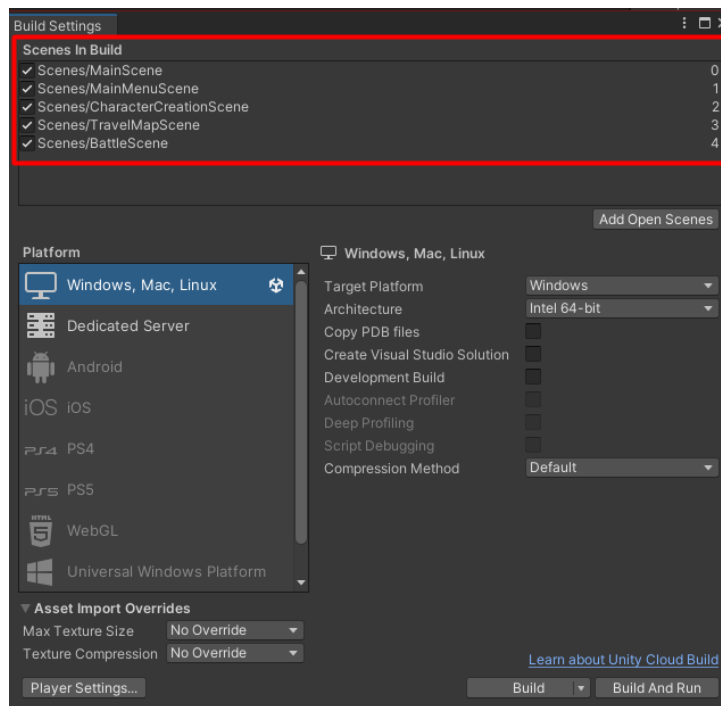 Build Settings
Scenes In Build
Scenes/MainScene 0
Scenes/MainMenuScene 1
Scenes/CharacterCreationScene 2
Scenes/TravelMapScene 3
Scenes/BattleScene 4
Add Open Scenes
Platform
Windows, Mac, Linux
Dedicated Server
Android
iOS iOS
PS4 PS4
PS5 PS5
HTML 5 WebGL
Universal Windows Platform
Windows, Mac, Linux
Target Platform Windows
Architecture Intel 64-bit
Copy PDB files
Create Visual Studio Solution
Development Build
Autoconnect Profiler
Deep Profiling
Script Debugging
Compression Method Default
Asset Import Overrides
Max Texture Size No Override
Texture Compression No Override
Learn about Unity Cloud Build
Player Settings... Build Build And Run